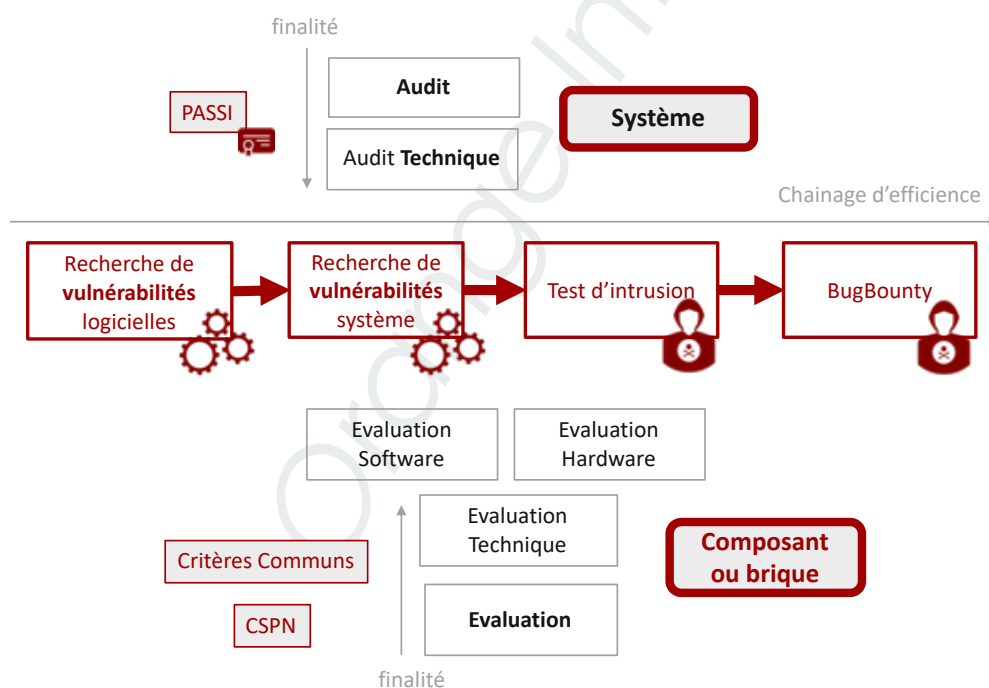 finalité
Audit
PASSI
Système
Audit Technique
Chainage d’efficience
Recherche de
vulnérabilités
logicielles
Recherche de
vulnérabilités
système
Test d’intrusion
BugBounty
Evaluation
Software
Evaluation
Hardware
Evaluation
Technique
Critères Communs
Composant
ou brique
CSPN
Evaluation
finalité
Orange